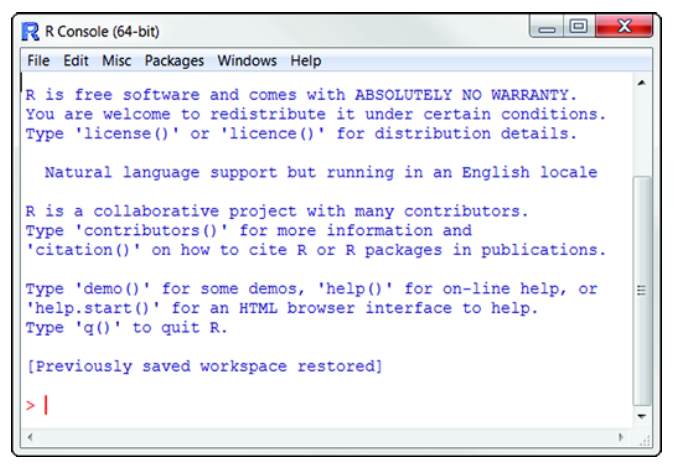 R Console (64-bit)
File Edit Misc Packages Windows Help
R is free software and comes with ABSOLUTELY NO WARRANTY.
You are welcome to redistribute it under certain conditions.
Type 'license()' or 'licence()' for distribution details.
Natural language support but running in an English locale
R is a collaborative project with many contributors.
Type 'contributors()' for more information and
'citation()' on how to cite R or R packages in publications.
Type 'demo()' for some demos, 'help()' for on-line help, or
'help.start()' for an HTML browser interface to help.
Type 'q()' to quit R.
[Previously saved workspace restored]
>